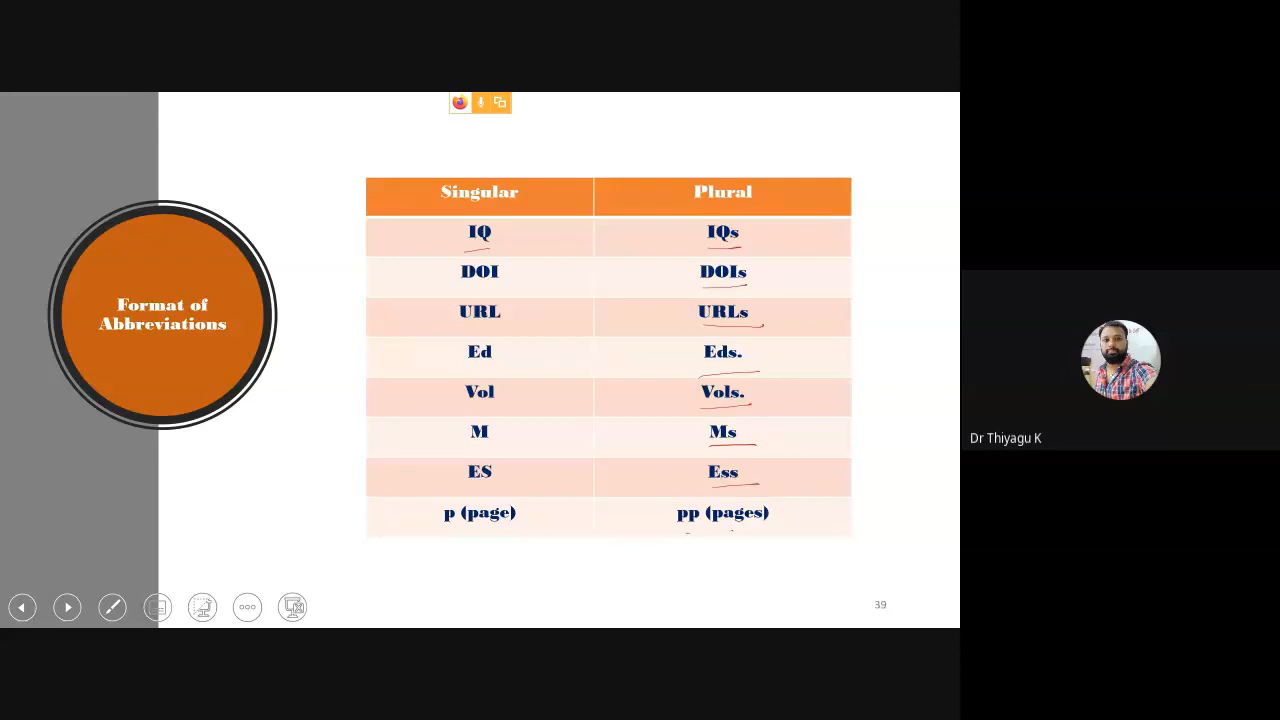 Format of
Abbreviations
Singular Plural
IQ IQs
DOI DOIs
URL URLs
Ed Eds.
Vol Vols.
M Ms
ES Ess
p (page) pp (pages)
39
Dr Thiyagu K